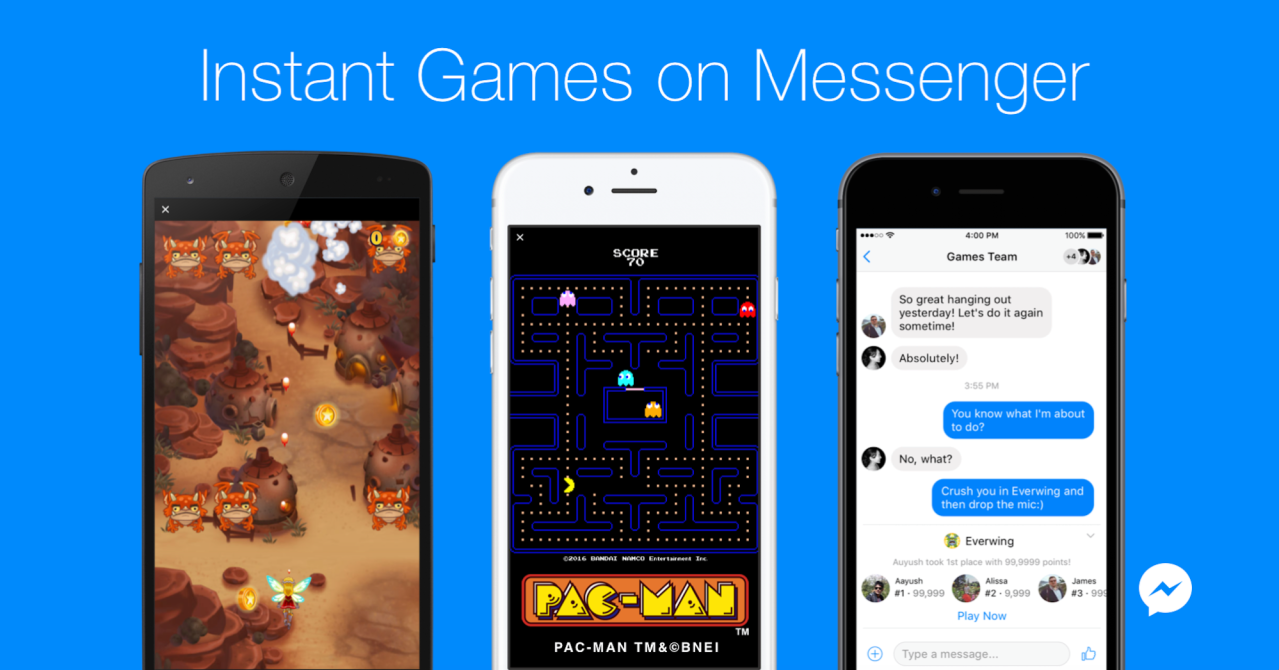 Instant Games on Messenger
×
0
×
SCORE
70
©2016 BANDAI NAMCO Entertainment Inc.
PAC-MAN
TM
PAC-MAN TM&©BNEI
4:00 PM
100%
Games Team
+4
So great hanging out
yesterday! Let's do it again
sometime!
Absolutely!
3:55 PM
You know what I'm about
to do?
No, what?
Crush you in Everwing and
then drop the mic:)
Everwing
Auyush took 1st place with 99,9999 points!
Aayush
#1 · 99,999
Alissa
#2 · 9,999
James
#3 · 999
Play Now
Type a message...